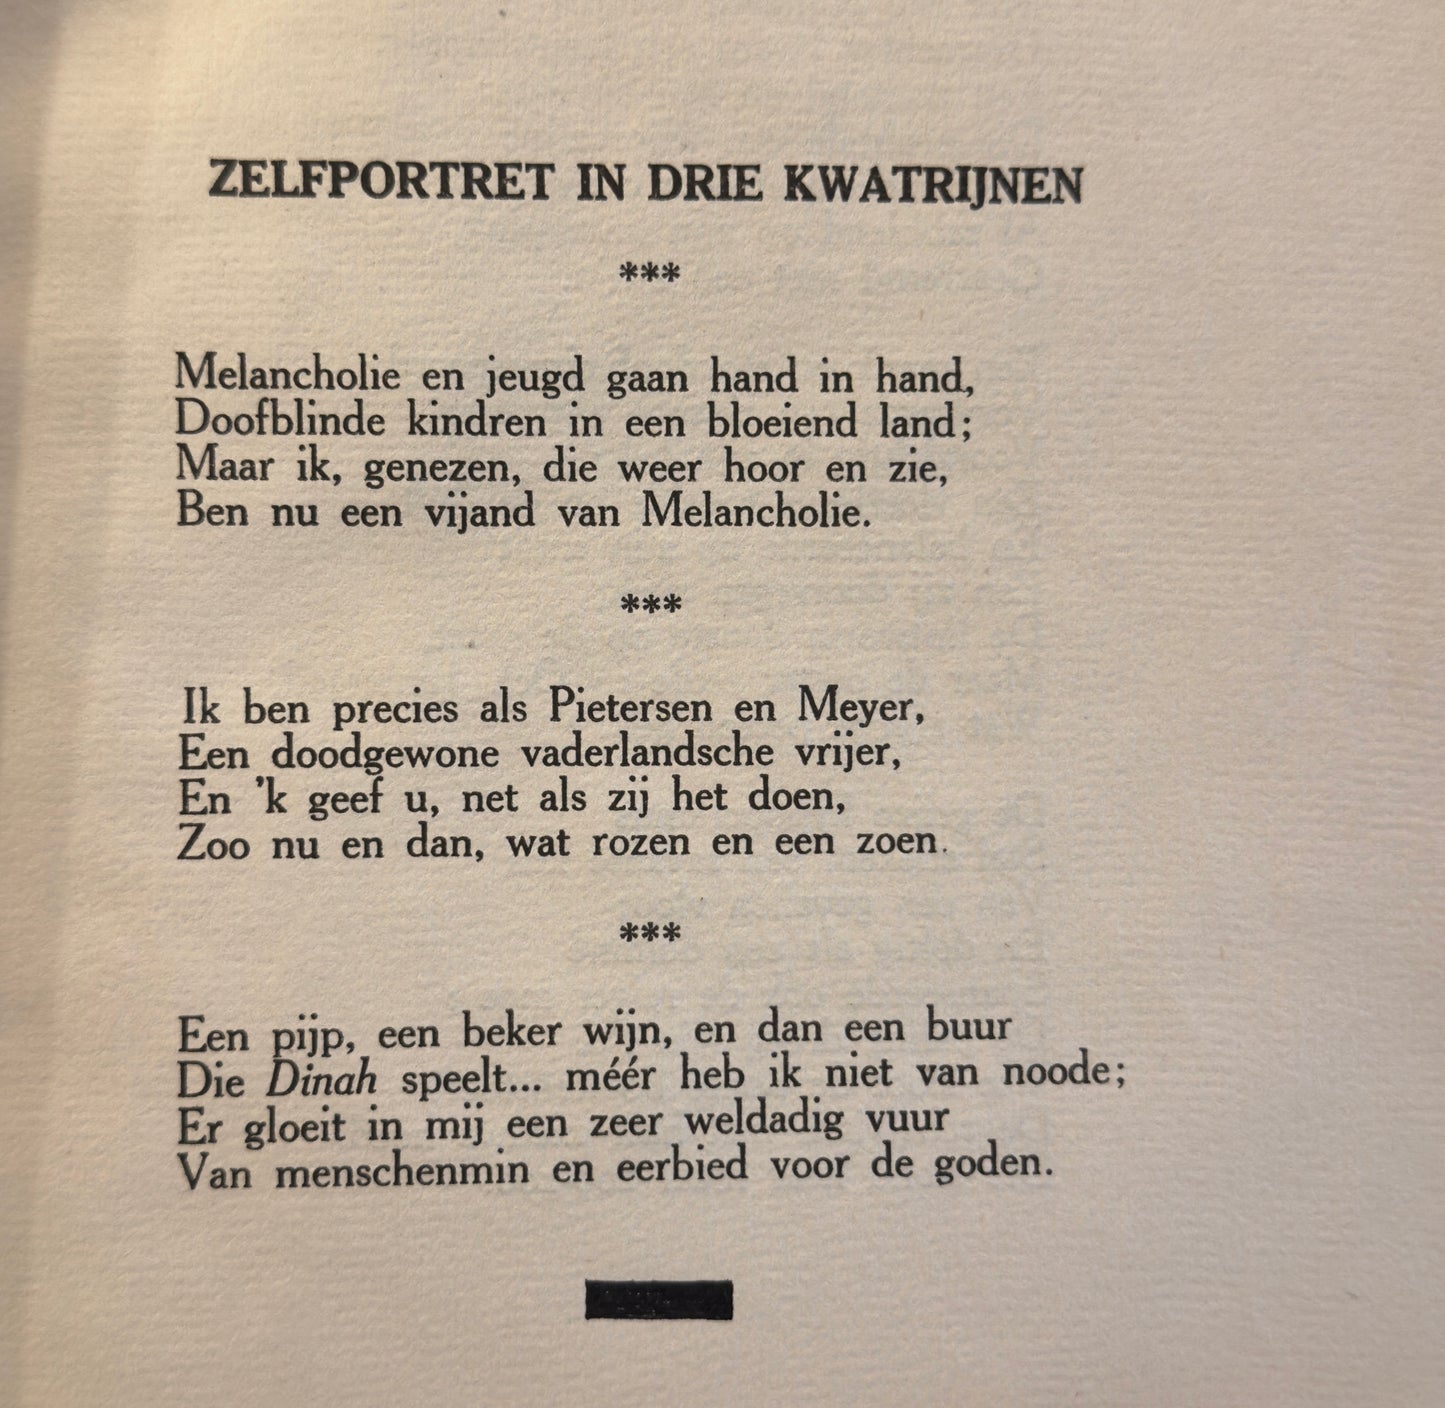 ZELFPORTRET IN DRIE KWATRIJNEN
***
Melancholie en jeugd gaan hand in hand,
Doofblinde kindren in een bloeiend land;
Maar ik, genezen, die weer hoor en zie,
Ben nu een vijand van Melancholie.
***
Ik ben precies als Pietersen en Meyer,
Een doodgewone vaderlandsche vrijer,
En 'k geef u, net als zij het doen,
Zoo nu en dan, wat rozen en een zoen.
***
Een pijp, een beker wijn, en dan een buur
Die Dinah speelt... méér heb ik niet van noode;
Er gloeit in mij een zeer weldadig vuur
Van menschenmin en eerbied voor de goden.